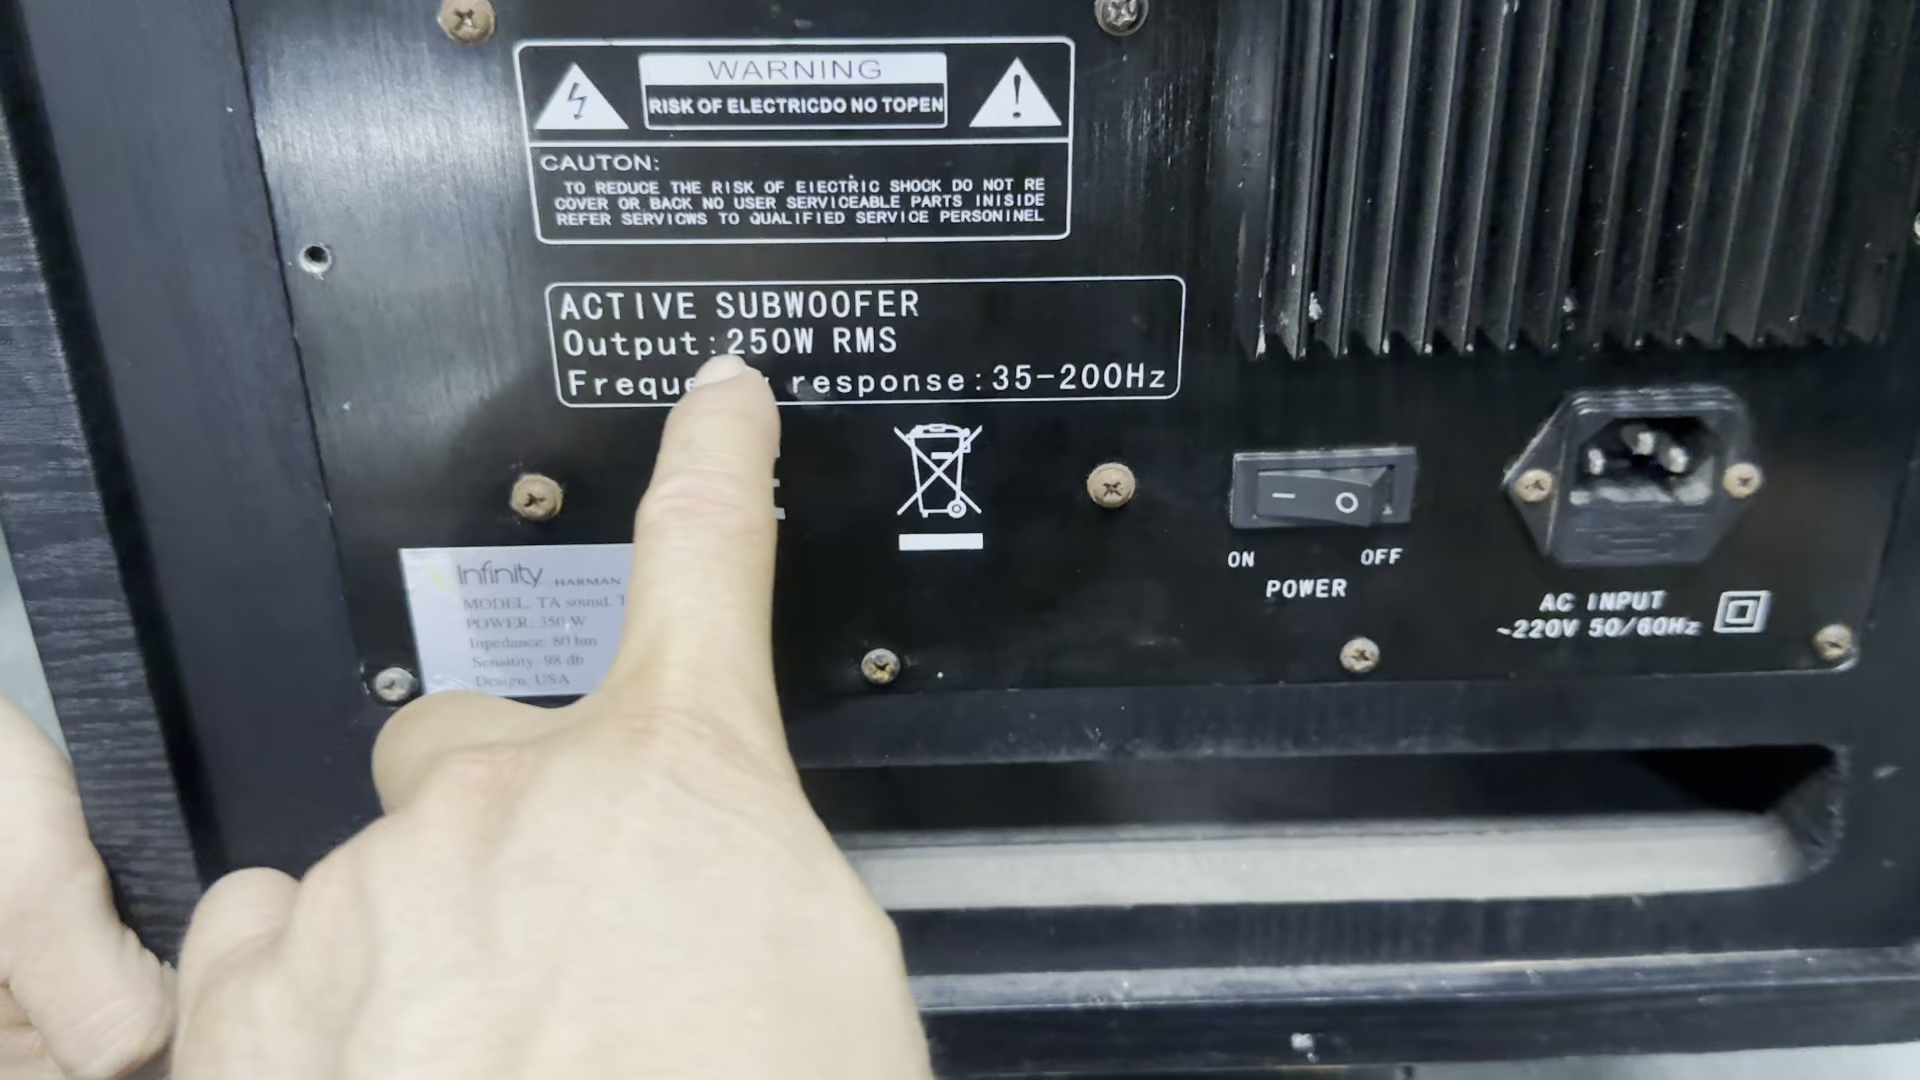 WARNING
RISK OF ELECTRICDO NO TOPEN
CAUTON:
TO REDUCE THE RISK OF EIECTRIC SHOCK DO NOT RE
COVER OR BACK NO USER SERVICEABLE PARTS INISIDE
REFER SERVICWS TO QUALIFIED SERVICE PERSONINEL
ACTIVE SUBWOOFER
Output:250W RMS
response:35-200Hz
ON OFF
POWER
AC INPUT
~220V 50/60Hz
Infinity HARMAN
MODEL. TA sound.
POWER: 350 W
Inpedance: 80 hm
Sensiuty: 98 db
Design: USA